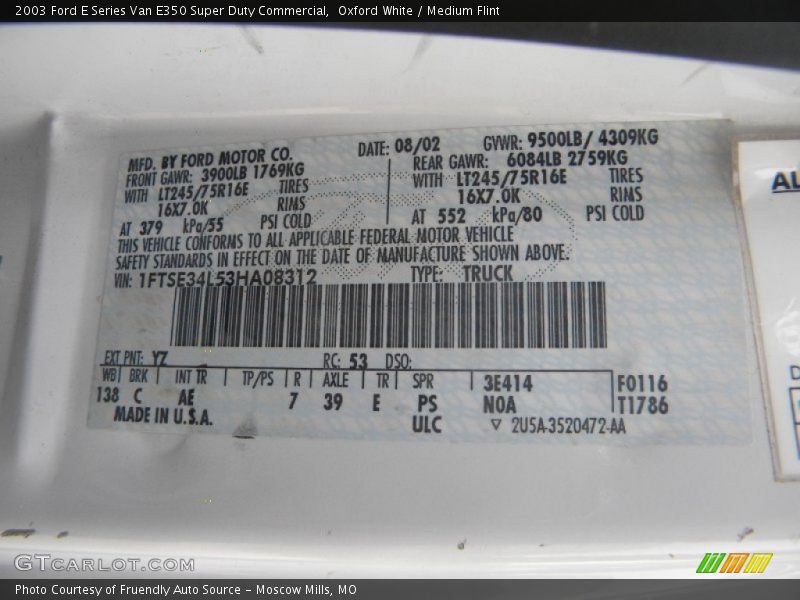 2003 Ford E Series Van E350 Super Duty Commercial,  Oxford White / Medium Flint
MFD. BY FORD MOTOR CO. DATE: 08/02 GVWR: 9500LB/ 4309KG
FRONT GAWR: 3900LB 1769KG REAR GAWR: 6084LB 2759KG
WITH LT245/75R16E TIRES WITH LT245/75R16E TIRES
16X7.0K RIMS 16X7.0K RIMS
AT 379 kPa/55 PSI COLD AT 552 kPa/80 PSI COLD
THIS VEHICLE CONFORMS TO ALL APPLICABLE FEDERAL MOTOR VEHICLE
SAFETY STANDARDS IN EFFECT ON THE DATE OF MANUFACTURE SHOWN ABOVE.
VIN: 1FTSE34L53HA08312 TYPE: TRUCK
EXT PNT: YZ RC: 53 DSO:
WB BRK INT TR TP/PS R AXLE TR SPR 3E414 F0116
138 C AE 7 39 E PS N0A T1786
MADE IN U.S.A. ULC ▽ 2U5A-3520472-AA
AL
D
GTCarLot.com
Photo Courtesy of Fruendly Auto Source – Moscow Mills, MO